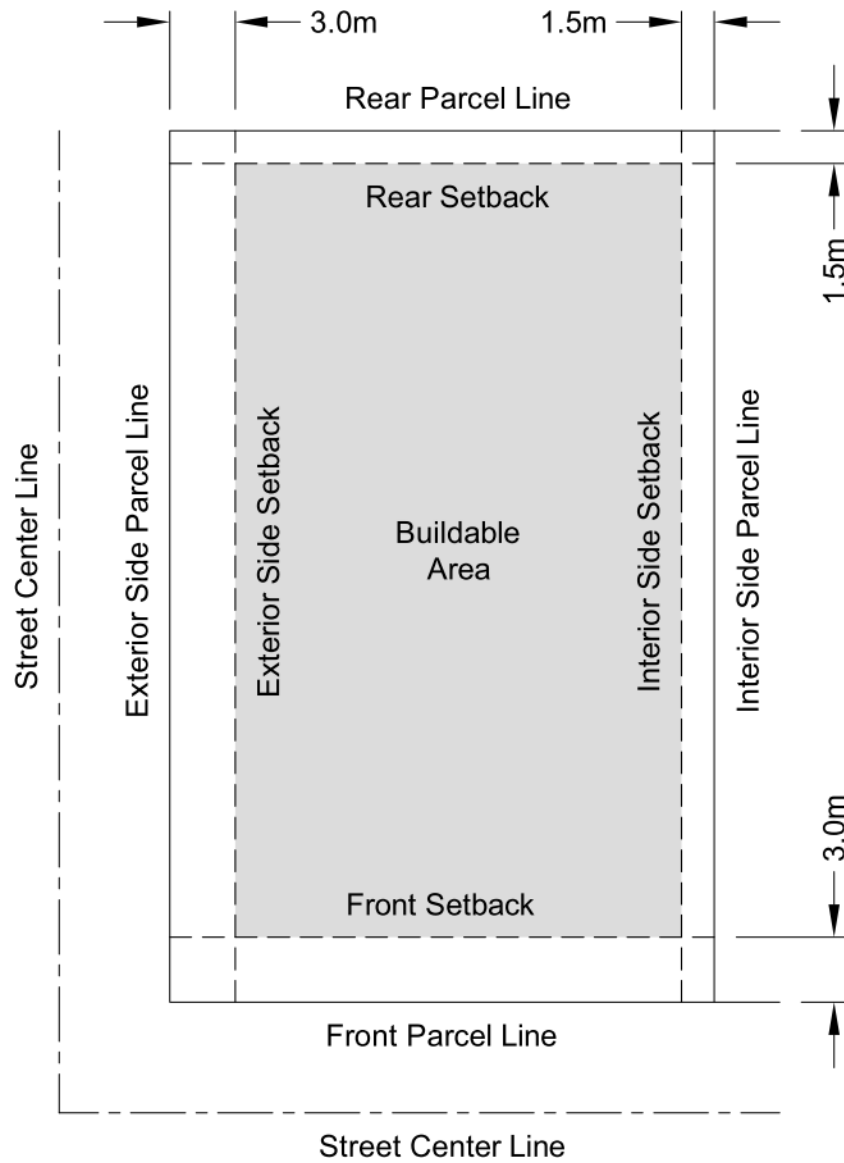 3.0m
1.5m
Rear Parcel Line
Rear Setback
1.5m
Street Center Line
Exterior Side Parcel Line
Exterior Side Setback
Buildable
Area
Interior Side Setback
Interior Side Parcel Line
3.0m
Front Setback
Front Parcel Line
Street Center Line